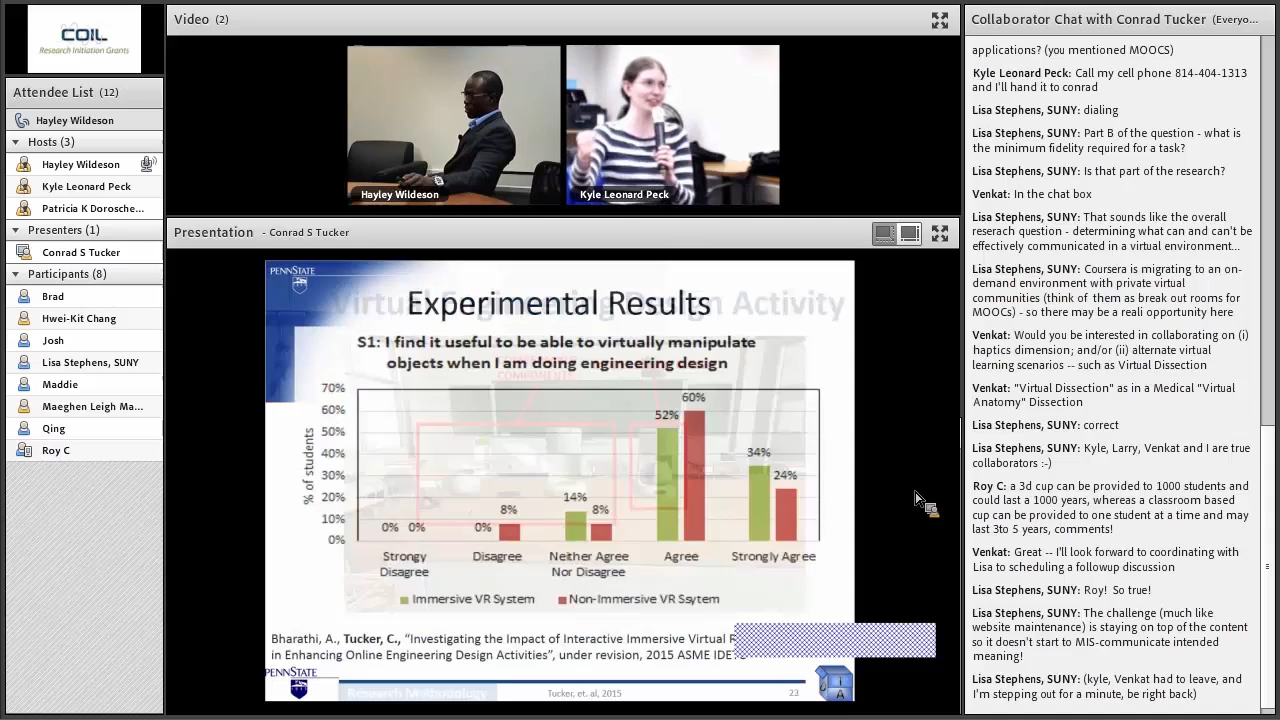 COIL
Research Initiation Grants
Attendee List (12)
Hayley Wildeson
Hosts (3)
Hayley Wildeson
Kyle Leonard Peck
Patricia K Dorosche...
Presenters (1)
Conrad S Tucker
Participants (8)
Brad
Hwei-Kit Chang
Josh
Lisa Stephens, SUNY
Maddie
Maeghen Leigh Ma...
Qing
Roy C
Video (2)
Hayley Wildeson
Kyle Leonard Peck
Presentation - Conrad S Tucker
PENNSTATE
Virtual Engineering Design Activity
Experimental Results
S1: I find it useful to be able to virtually manipulate
objects when I am doing engineering design
COMPONENTS
% of students
70%
60%
50%
40%
30%
20%
10%
0%
0% 0%
0% 8%
14% 8%
52% 60%
34% 24%
Strongy
Disagree
Disagree
Neither Agree
Nor Disagree
Agree
Strongly Agree
Immersive VR System
Non-Immersive VR Ssytem
Bharathi, A., Tucker, C., “Investigating the Impact of Interactive Immersive Virtual
in Enhancing Online Engineering Design Activities”, under revision, 2015 ASME
PENNSTATE
Research Methodology
Tucker, et. al, 2015
23
Collaborator Chat with Conrad Tucker (Everyo...
applications? (you mentioned MOOCS)
Kyle Leonard Peck: Call my cell phone 814-404-1313
and I'll hand it to conrad
Lisa Stephens, SUNY: dialing
Lisa Stephens, SUNY: Part B of the question - what is
the minimum fidelity required for a task?
Lisa Stephens, SUNY: Is that part of the research?
Venkat: In the chat box
Lisa Stephens, SUNY: That sounds like the overall
reserach question - determining what can and can't be
effectively communicated in a virtual environment...
Lisa Stephens, SUNY: Coursera is migrating to an on-
demand environment with private virtual
communities (think of them as break out rooms for
MOOCs) - so there may be a reali opportunity here
Venkat: Would you be interested in collaborating on (i)
haptics dimension; and/or (ii) alternate virtual
learning scenarios -- such as Virtual Dissection
Venkat: "Virtual Dissection" as in a Medical "Virtual
Anatomy" Dissection
Lisa Stephens, SUNY: correct
Lisa Stephens, SUNY: Kyle, Larry, Venkat and I are true
collaborators :-)
Roy C: a 3d cup can be provided to 1000 students and
could last a 1000 years, whereas a classroom based
cup can be provided to one student at a time and may
last 3to 5 years, comments!
Venkat: Great -- I'll look forward to coordinating with
Lisa to scheduling a follow on discussion
Lisa Stephens, SUNY: Roy! So true!
Lisa Stephens, SUNY: The challenge (much like
website maintenance) is staying on top of the content
so it doesn't start to MIS-communicate intended
meaning!
Lisa Stephens, SUNY: (kyle, Venkat had to leave, and
I'm stepping out for a minute, be right back)